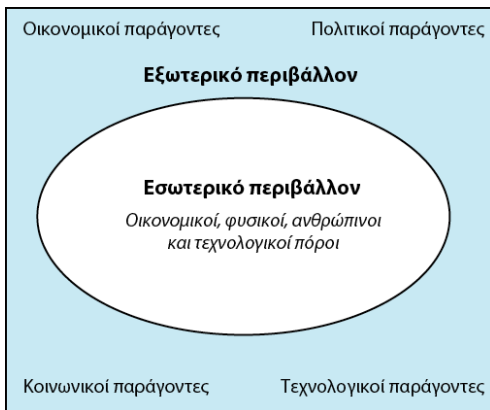 Οικονομικοί παράγοντες
Πολιτικοί παράγοντες
Εξωτερικό περιβάλλον
Εσωτερικό περιβάλλον
Οικονομικοί, φυσικοί, ανθρώπινοι
και τεχνολογικοί πόροι
Κοινωνικοί παράγοντες
Τεχνολογικοί παράγοντες